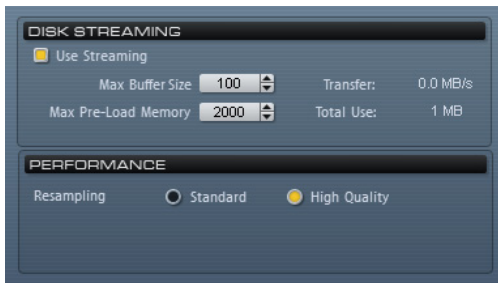 DISK STREAMING
Use Streaming
Max Buffer Size 100 Transfer: 0.0 MB/s
Max Pre-Load Memory 2000 Total Use: 1 MB
PERFORMANCE
Resampling Standard High Quality